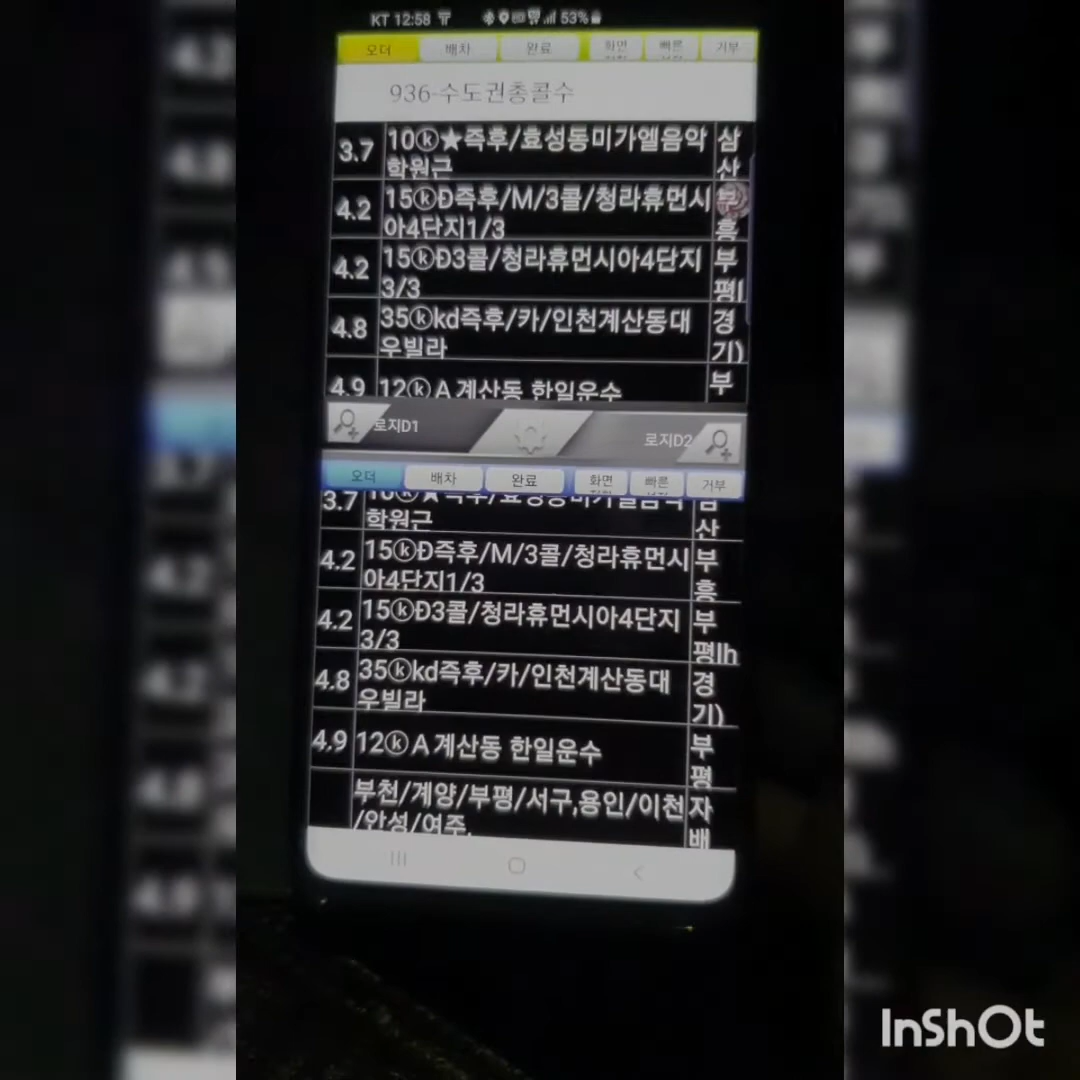 KT 12:58 53%
오더 배차 완료 화면 빠른 거부
936-수도권총콜수
3.7 10ⓚ★즉후/효성동미가엘음악 삼
학원근 산
4.2 15ⓚĐ즉후/M/3콜/청라휴먼시 부
아4단지1/3 흥
4.2 15ⓚĐ3콜/청라휴먼시아4단지 부
3/3 평l
4.8 35ⓚkd즉후/카/인천계산동대 경
우빌라 기)
4.9 12ⓚA계산동 한일운수 부
로지D1 로지D2
오더 배차 완료 화면 빠른 거부
3.7
학원근 산
4.2 15ⓚĐ즉후/M/3콜/청라휴먼시 부
아4단지1/3 흥
4.2 15ⓚĐ3콜/청라휴먼시아4단지 부
3/3 평lh
4.8 35ⓚkd즉후/카/인천계산동대 경
우빌라 기)
4.9 12ⓚA계산동 한일운수 부
평
부천/계양/부평/서구,용인/이천 자
/안성/여주, 배
InShOt